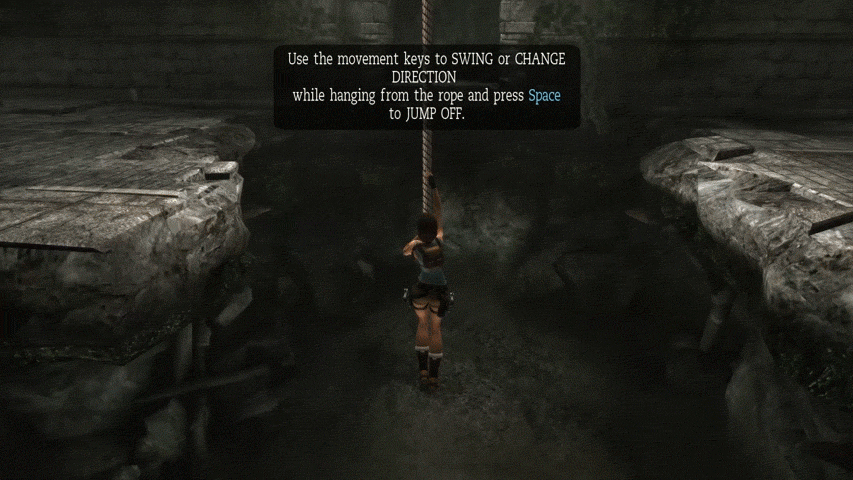 Use the movement keys to SWING or CHANGE
DIRECTION
while hanging from the rope and press Space
to JUMP OFF.